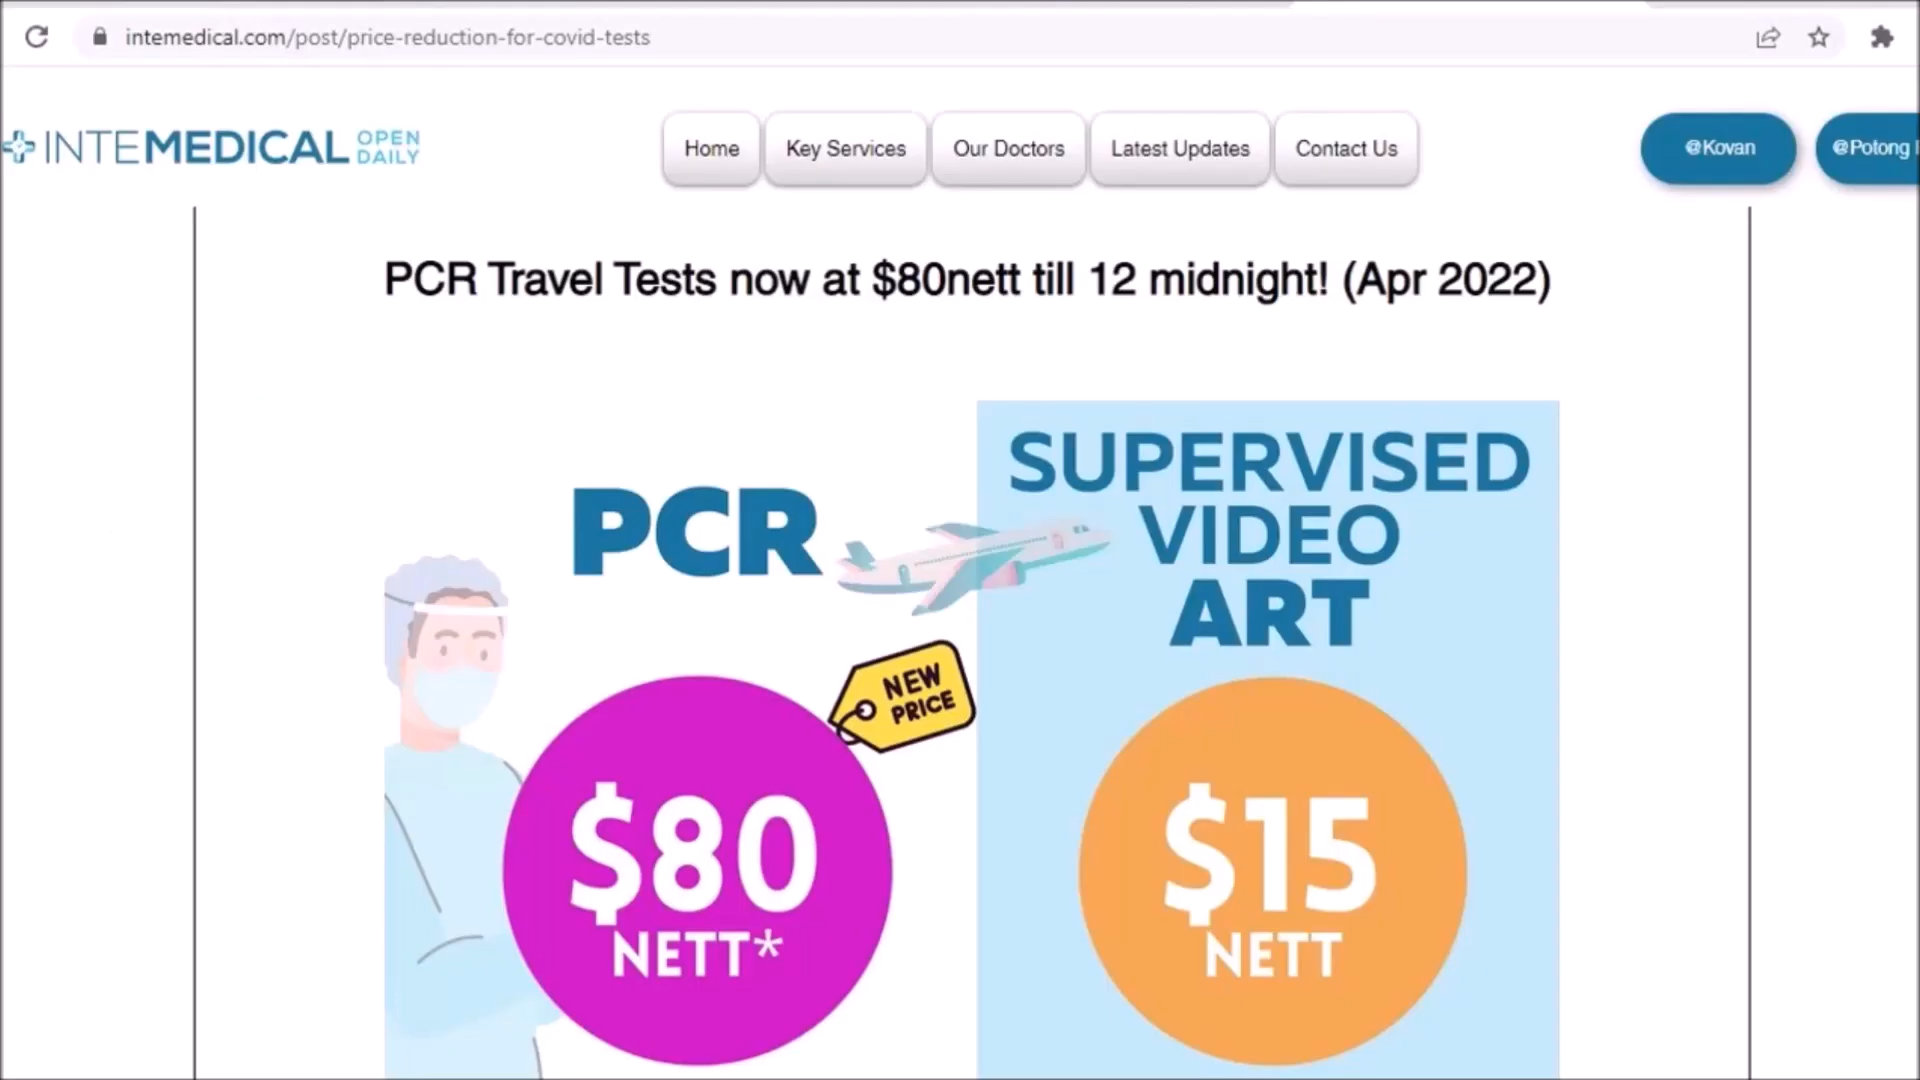 intemedical.com/post/price-reduction-for-covid-tests
INTEMEDICAL OPEN DAILY
Home Key Services Our Doctors Latest Updates Contact Us @Kovan @Potong
PCR Travel Tests now at $80nett till 12 midnight! (Apr 2022)
PCR
SUPERVISED
VIDEO
ART
NEW
PRICE
$80
NETT*
$15
NETT